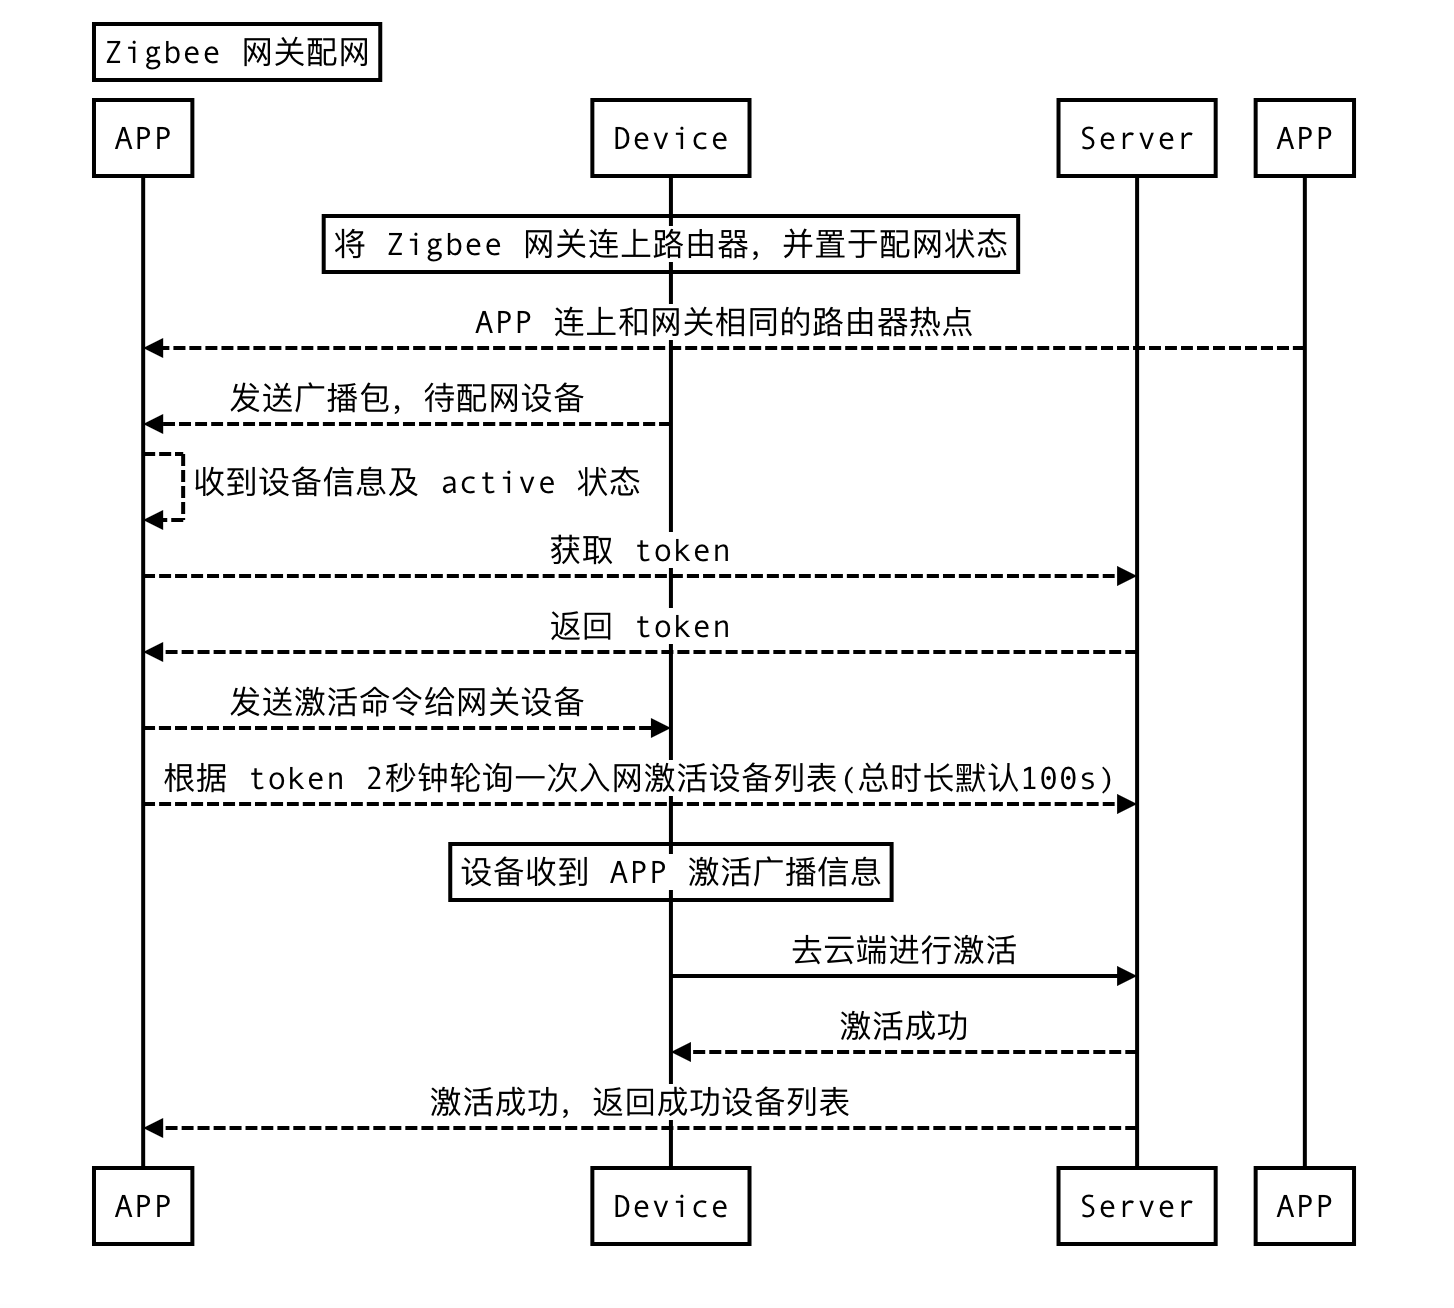 Zigbee 网关配网
APP
Device
Server
APP
将 Zigbee 网关连上路由器，并置于配网状态
APP 连上和网关相同的路由器热点
发送广播包，待配网设备
收到设备信息及 active 状态
获取 token
返回 token
发送激活命令给网关设备
根据 token 2秒钟轮询一次入网激活设备列表(总时长默认100s)
设备收到 APP 激活广播信息
去云端进行激活
激活成功
激活成功，返回成功设备列表
APP
Device
Server
APP